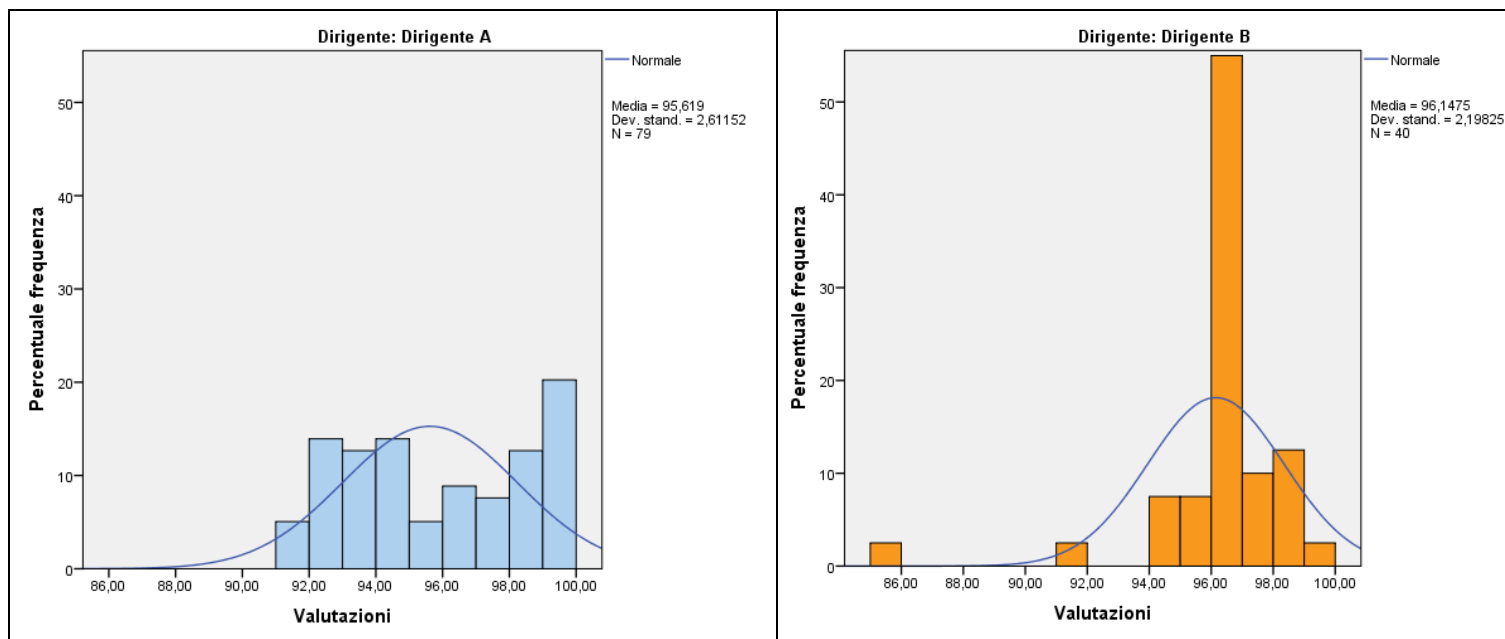 Dirigente: Dirigente A
Normale
Media = 95,619
Dev. stand. = 2,61152
N = 79
Percentuale frequenza
50
40
30
20
10
0
86,00 88,00 90,00 92,00 94,00 96,00 98,00 100,00
Valutazioni
Dirigente: Dirigente B
Normale
Media = 96,1475
Dev. stand. = 2,19825
N = 40
Percentuale frequenza
50
40
30
20
10
0
86,00 88,00 90,00 92,00 94,00 96,00 98,00 100,00
Valutazioni